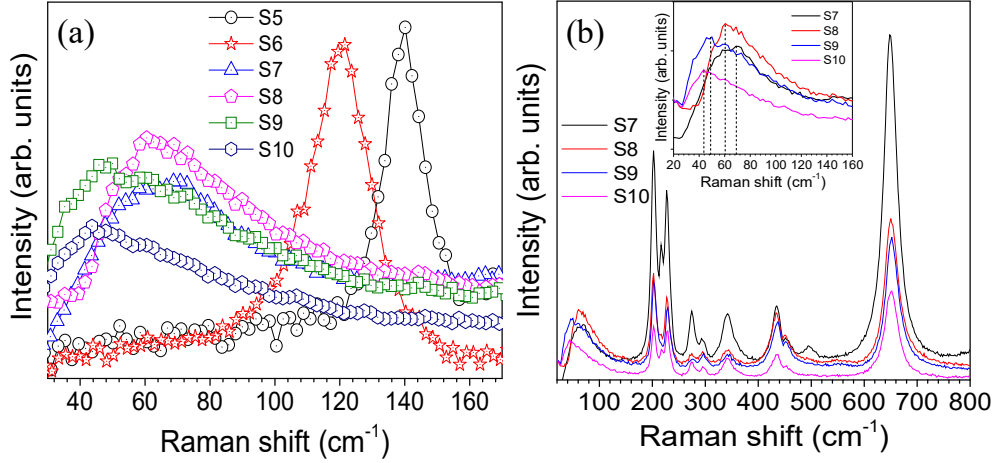 (a)
S5
S6
S7
S8
S9
S10
Intensity (arb. units)
40 60 80 100 120 140 160
Raman shift (cm⁻¹)
(b)
S7
S8
S9
S10
Intensity (arb. units)
100 200 300 400 500 600 700 800
Raman shift (cm⁻¹)
S7
S8
S9
S10
Intensity (arb. units)
20 40 60 80 100 120 140 160
Raman shift (cm⁻¹)